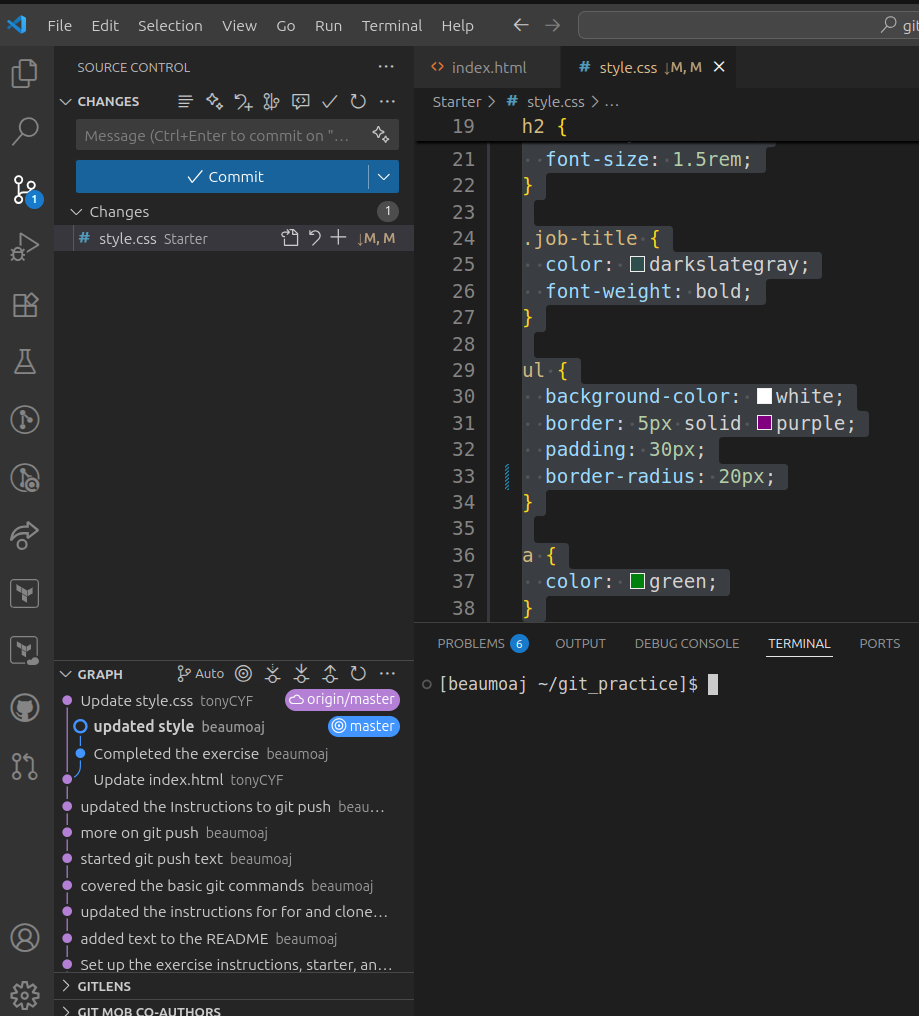 File Edit Selection View Go Run Terminal Help
git
SOURCE CONTROL
CHANGES
Message (Ctrl+Enter to commit on "...
Commit
Changes 1
# style.css Starter ↓M, M
1
GRAPH Auto
Update style.css tonyCYF origin/master
updated style beaumoaj master
Completed the exercise beaumoaj
Update index.html tonyCYF
updated the Instructions to git push beau...
more on git push beaumoaj
started git push text beaumoaj
covered the basic git commands beaumoaj
updated the instructions for for and clone...
added text to the README beaumoaj
Set up the exercise instructions, starter, an...
GITLENS
GIT MOB CO-AUTHORS
index.html # style.css ↓M, M
Starter > # style.css > ...
19 h2 {
21 font-size: 1.5rem;
22 }
23
24 .job-title {
25 color: darkslategray;
26 font-weight: bold;
27 }
28
29 ul {
30 background-color: white;
31 border: 5px solid purple;
32 padding: 30px;
33 border-radius: 20px;
34 }
35
36 a {
37 color: green;
38 }
PROBLEMS 6 OUTPUT DEBUG CONSOLE TERMINAL PORTS
[beaumoaj ~/git_practice]$